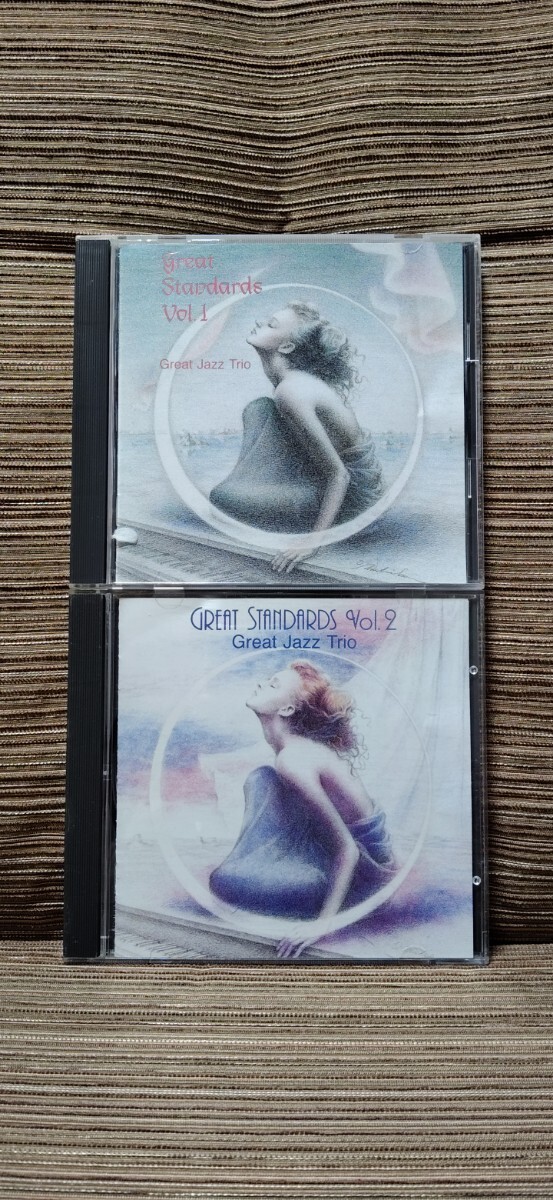 Great
Standards
Vol 1
Great Jazz Trio
GREAT STANDARDS Vol. 2
Great Jazz Trio